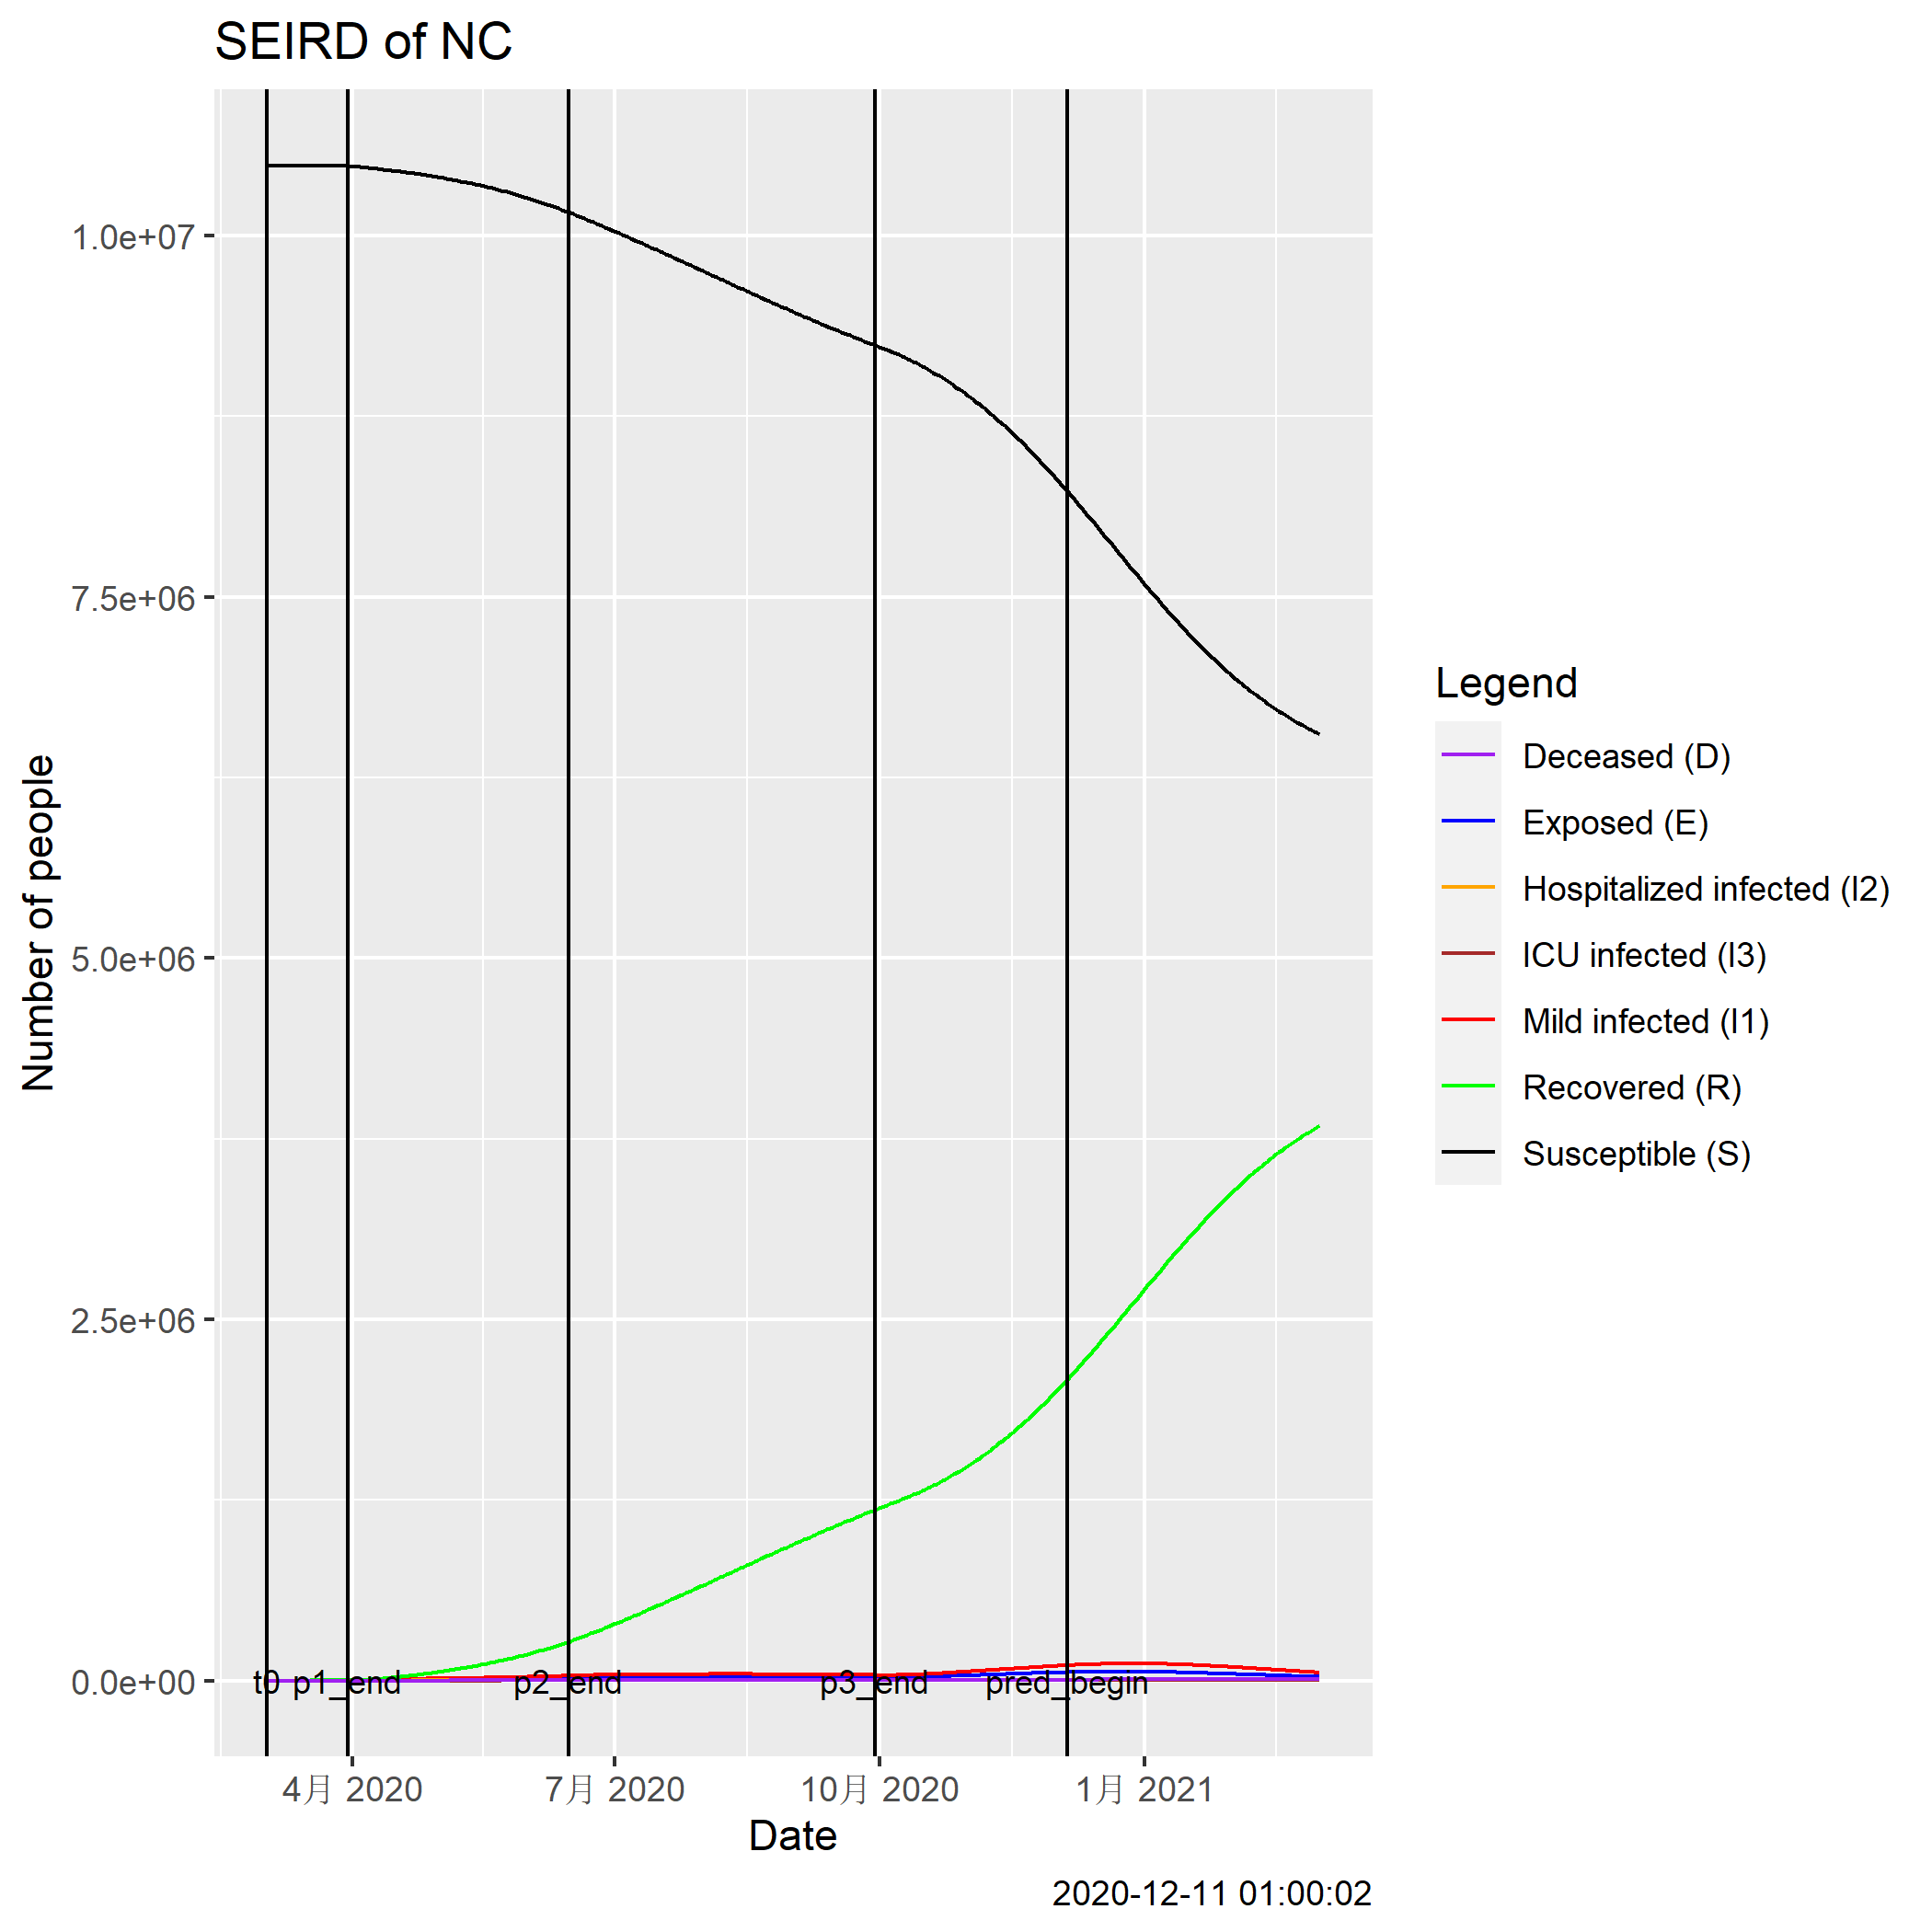 SEIRD of NC
1.0e+07
7.5e+06
5.0e+06
2.5e+06
0.0e+00
Number of people
t0 p1_end p2_end p3_end pred_begin
4月 2020 7月 2020 10月 2020 1月 2021
Date
2020-12-11 01:00:02
Legend
Deceased (D)
Exposed (E)
Hospitalized infected (I2)
ICU infected (I3)
Mild infected (I1)
Recovered (R)
Susceptible (S)